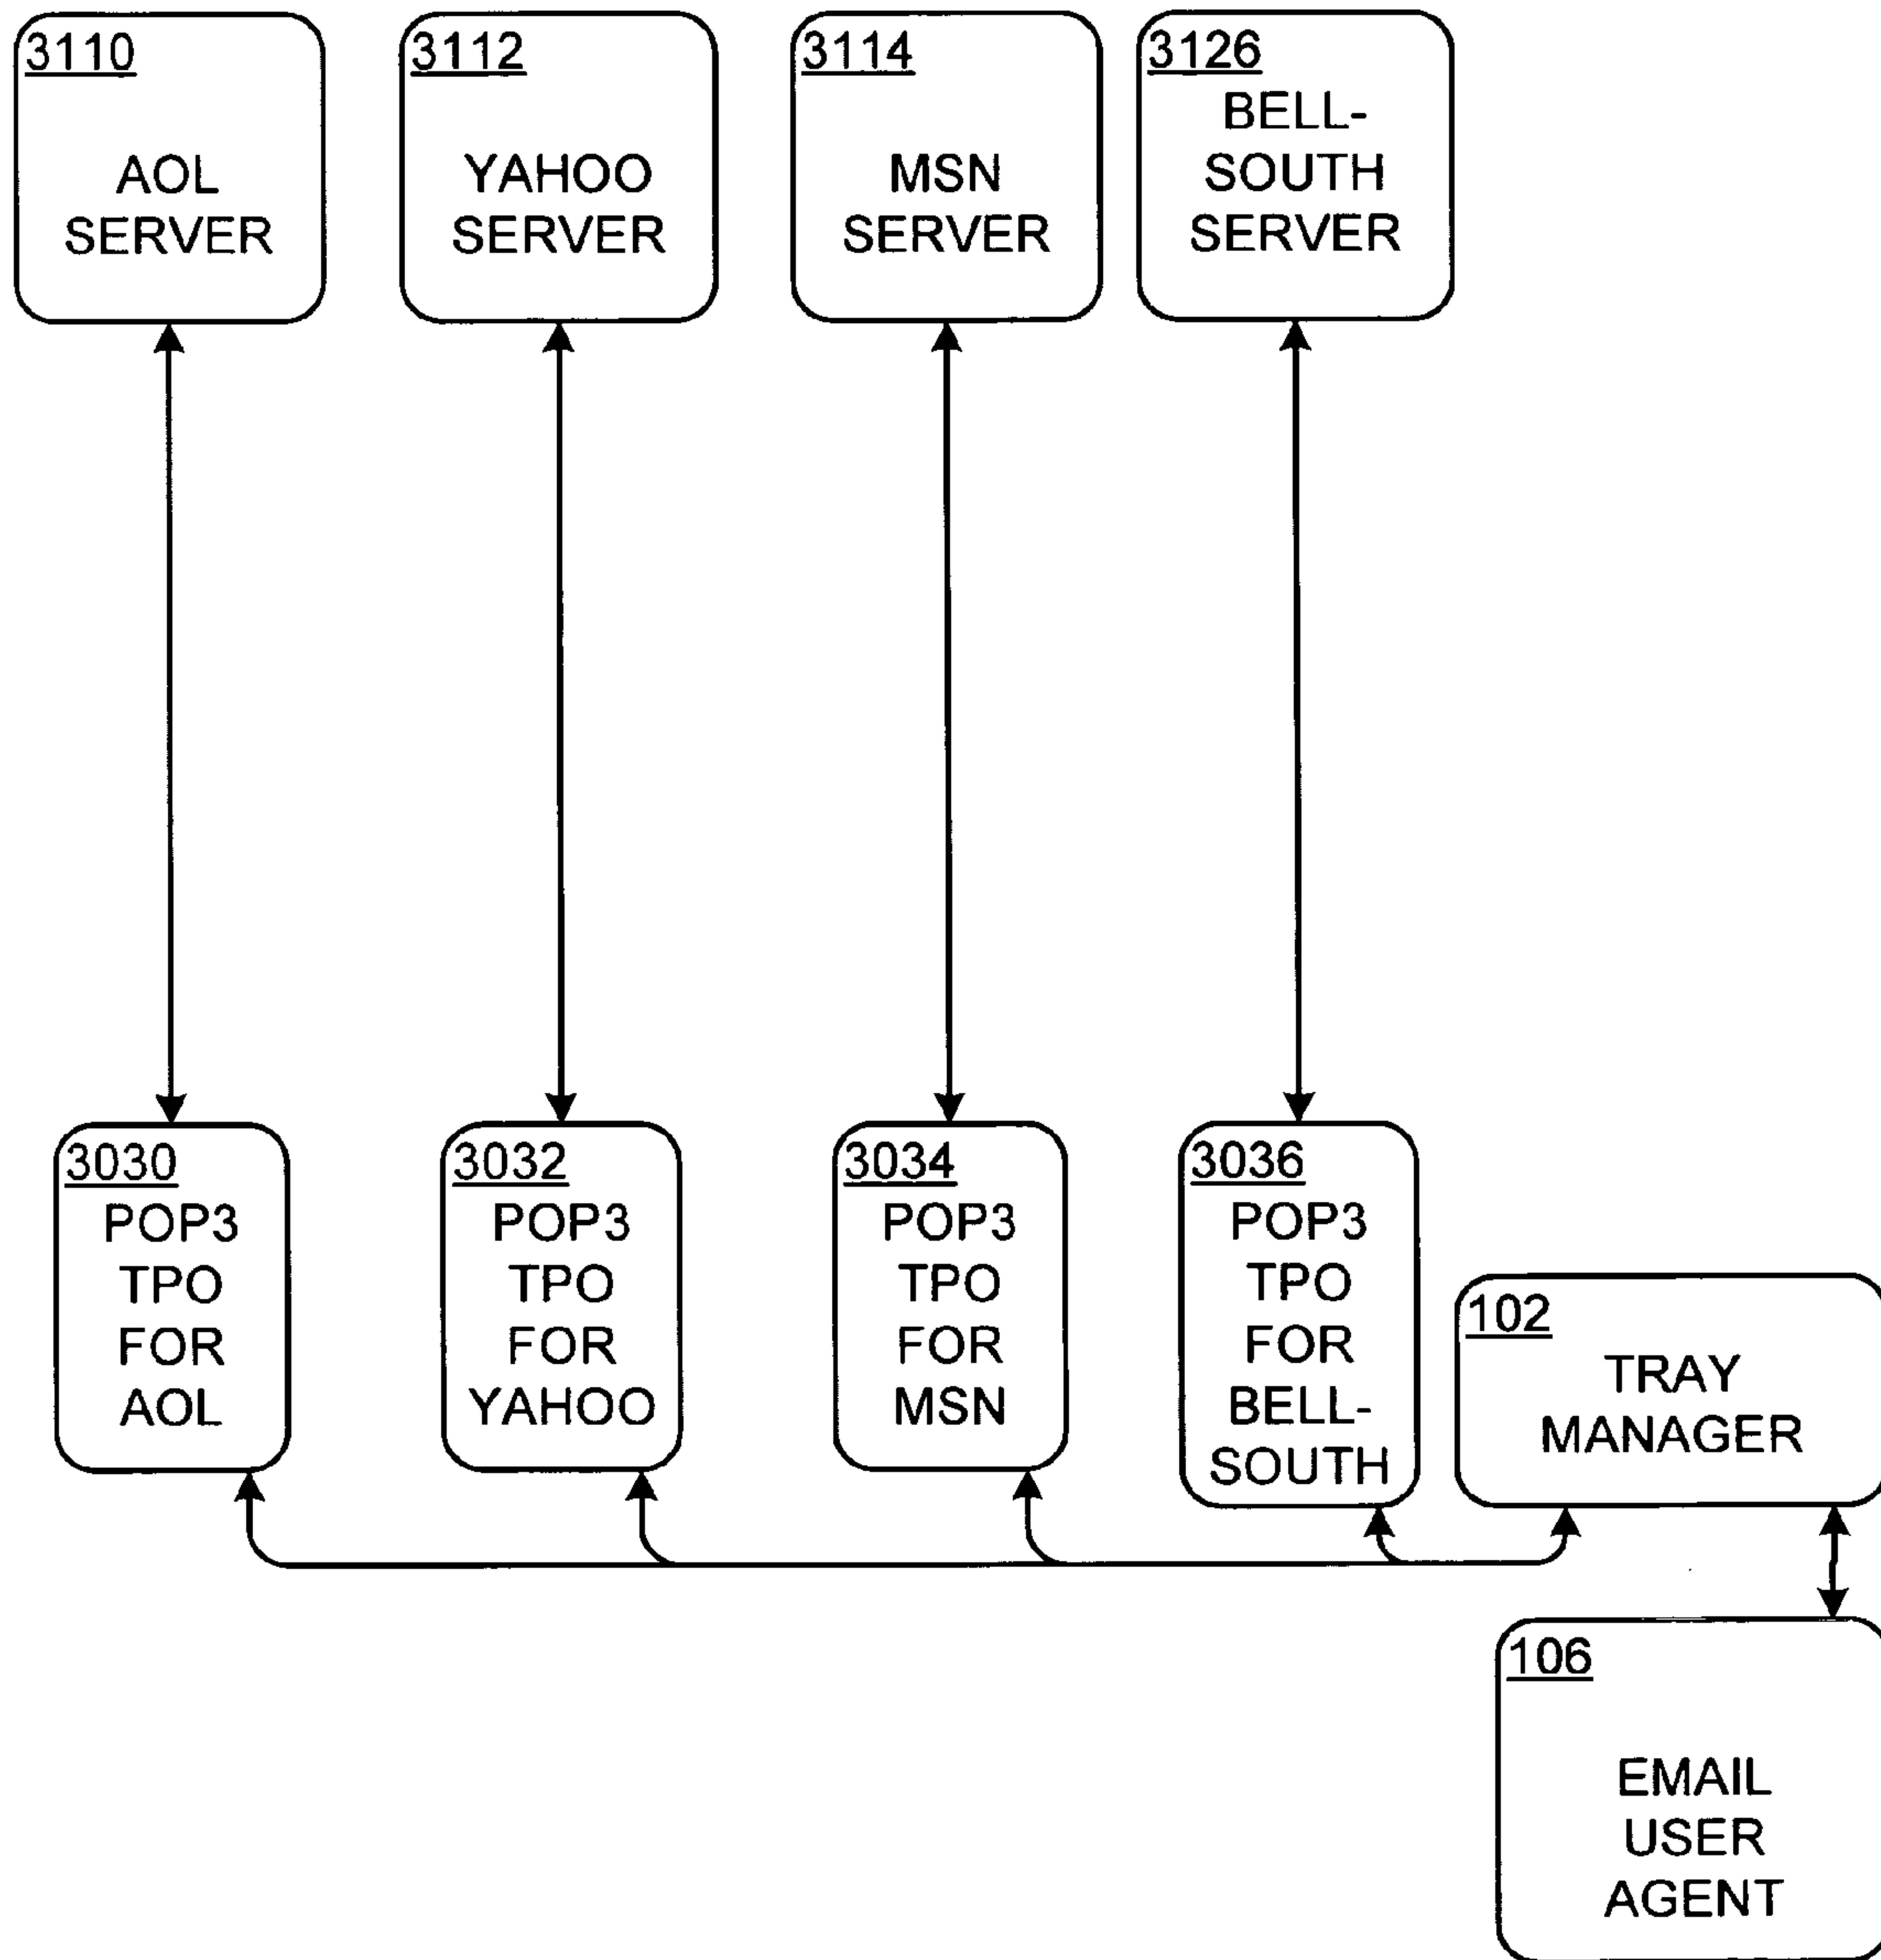 3110
AOL
SERVER
3112
YAHOO
SERVER
3114
MSN
SERVER
3126
BELL-
SOUTH
SERVER
3030
POP3
TPO
FOR
AOL
3032
POP3
TPO
FOR
YAHOO
3034
POP3
TPO
FOR
MSN
3036
POP3
TPO
FOR
BELL-
SOUTH
102
TRAY
MANAGER
106
EMAIL
USER
AGENT